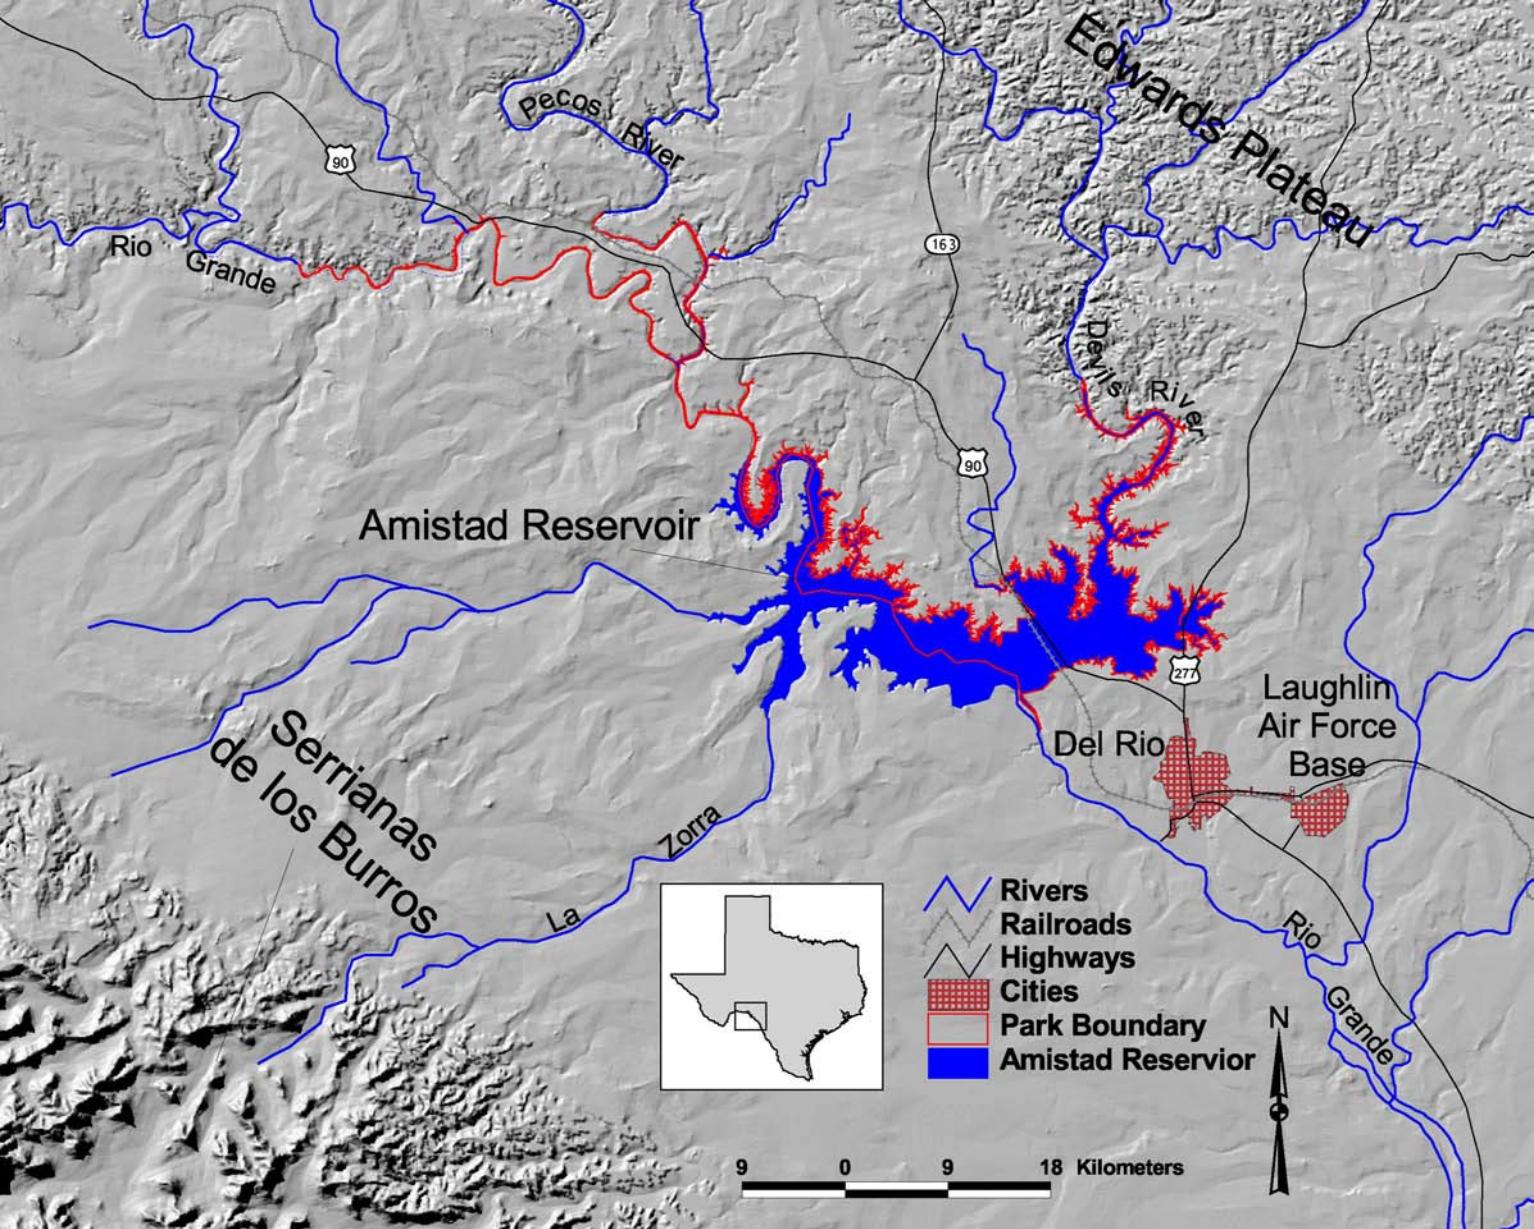 Edwards Plateau
Pecos River
90
163
Rio Grande
Devils River
90
Amistad Reservoir
277
Laughlin
Air Force
Base
Del Rio
Serrianas
de los Burros
La Zorra
Rivers
Railroads
Highways
Cities
Park Boundary
Amistad Reservior
Rio Grande
N
9 0 9 18 Kilometers